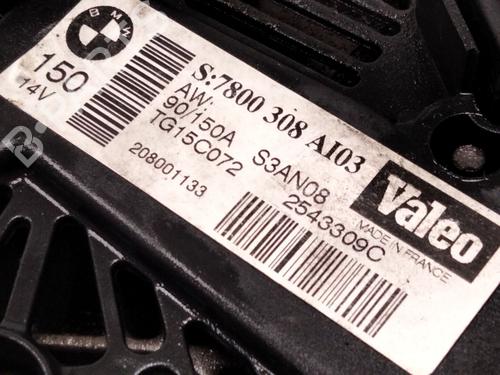 BMW
150
14V
S:7800 308 AI03
AW:
90/150A S3AN08
TG15C072 2543309C
208001133
Valeo
MADE IN FRANCE